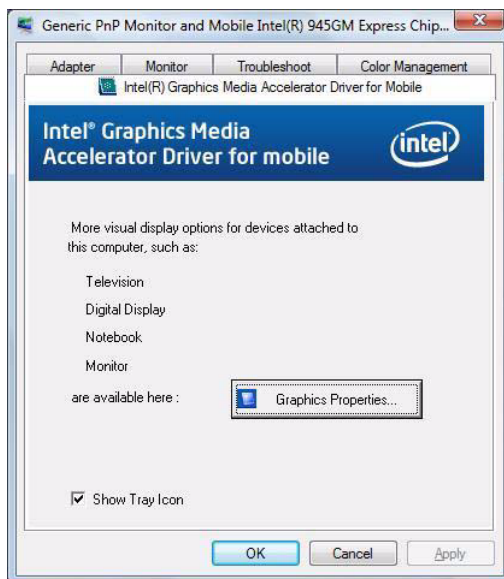 Generic PnP Monitor and Mobile Intel(R) 945GM Express Chip...
Adapter Monitor Troubleshoot Color Management
Intel(R) Graphics Media Accelerator Driver for Mobile
Intel® Graphics Media
Accelerator Driver for mobile
intel
More visual display options for devices attached to
this computer, such as:
Television
Digital Display
Notebook
Monitor
are available here :
Graphics Properties...
Show Tray Icon
OK Cancel Apply